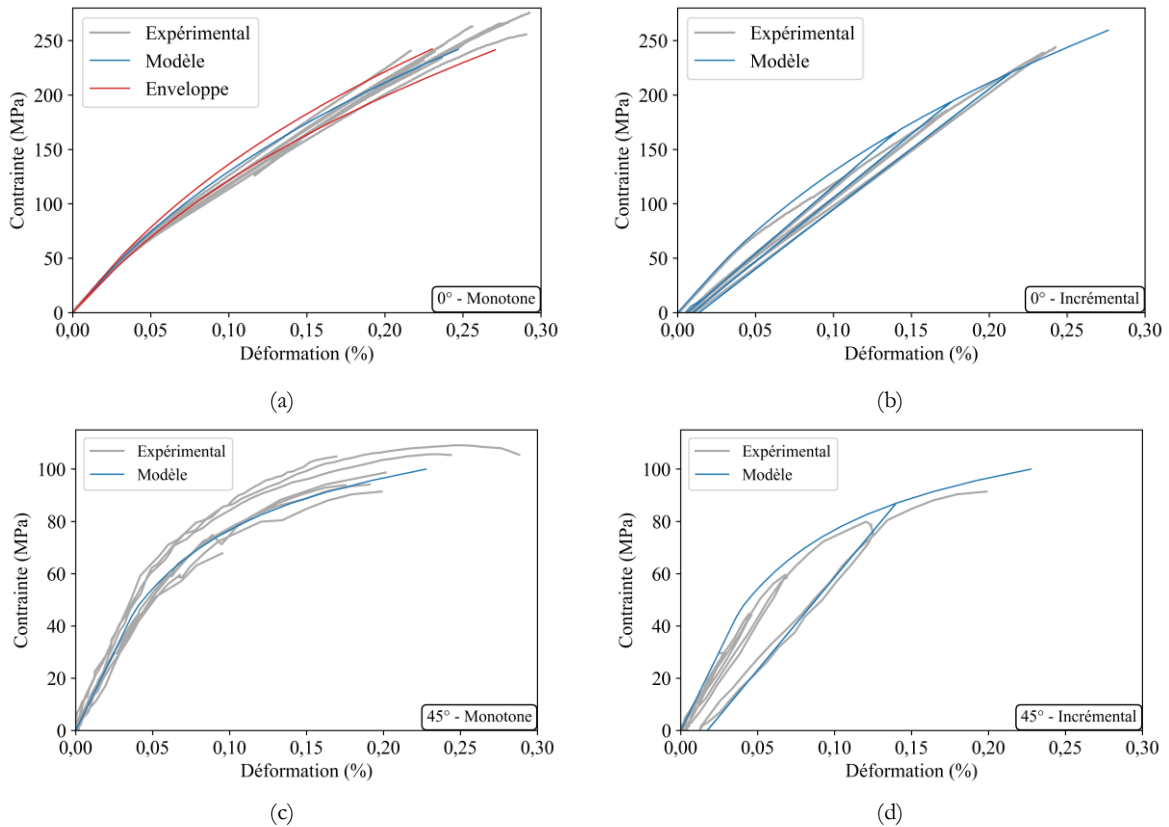 Expérimental
Modèle
Enveloppe
Contrainte (MPa)
250
200
150
100
50
0
0,00 0,05 0,10 0,15 0,20 0,25 0,30
Déformation (%)
0° - Monotone
(a)
Expérimental
Modèle
Contrainte (MPa)
250
200
150
100
50
0
0,00 0,05 0,10 0,15 0,20 0,25 0,30
Déformation (%)
0° - Incrémental
(b)
Expérimental
Modèle
Contrainte (MPa)
100
80
60
40
20
0
0,00 0,05 0,10 0,15 0,20 0,25 0,30
Déformation (%)
45° - Monotone
(c)
Expérimental
Modèle
Contrainte (MPa)
100
80
60
40
20
0
0,00 0,05 0,10 0,15 0,20 0,25 0,30
Déformation (%)
45° - Incrémental
(d)